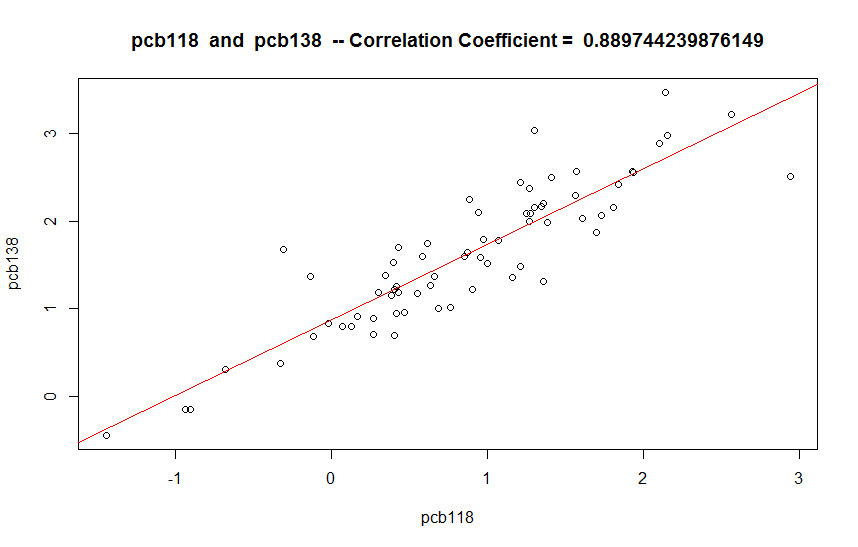 pcb118 and pcb138 -- Correlation Coefficient = 0.889744239876149
3
2
1
0
pcb138
-1 0 1 2 3
pcb118